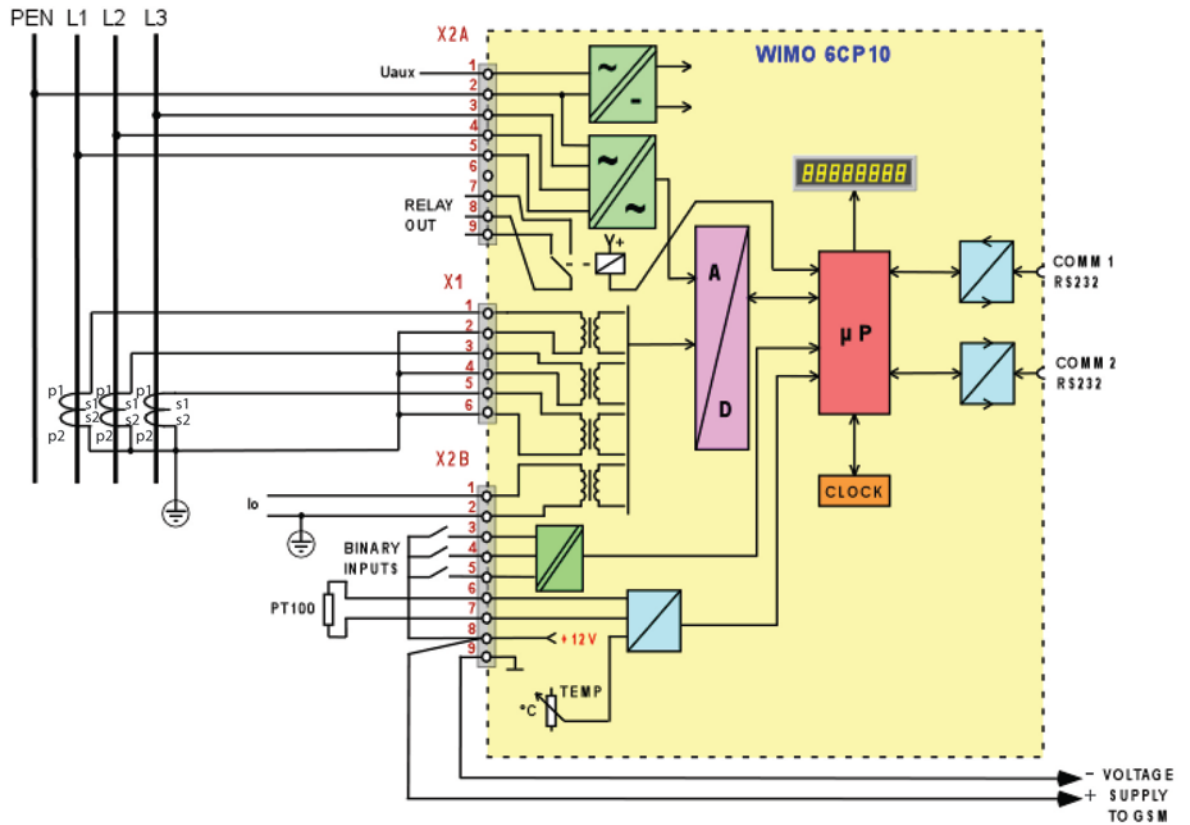 PEN L1 L2 L3
X2A
WIMO 6CP10
Uaux
1
2
3
4
5
6
7
8
9
~
-
~
~
88888888
RELAY
OUT
Y+
A
D
µ P
COMM 1
RS232
COMM 2
RS232
CLOCK
X1
1
2
3
4
5
6
p1 p1 p1
s1 s1 s1
s2 s2 s2
p2 p2 p2
X2B
1
2
3
4
5
6
7
8
9
Io
BINARY
INPUTS
PT100
+12V
TEMP
°C
- VOLTAGE
+ SUPPLY
TO GSM